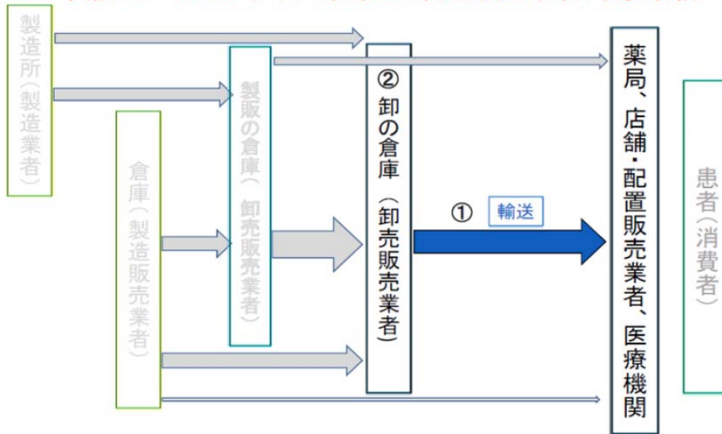 製造所(製造業者)
倉庫(製造販売業者)
製販の倉庫( 卸売販売業者)
② 卸の倉庫 (卸売販売業者)
① 輸送
薬局、店舗・配置販売業者、医療機関
患者(消費者)